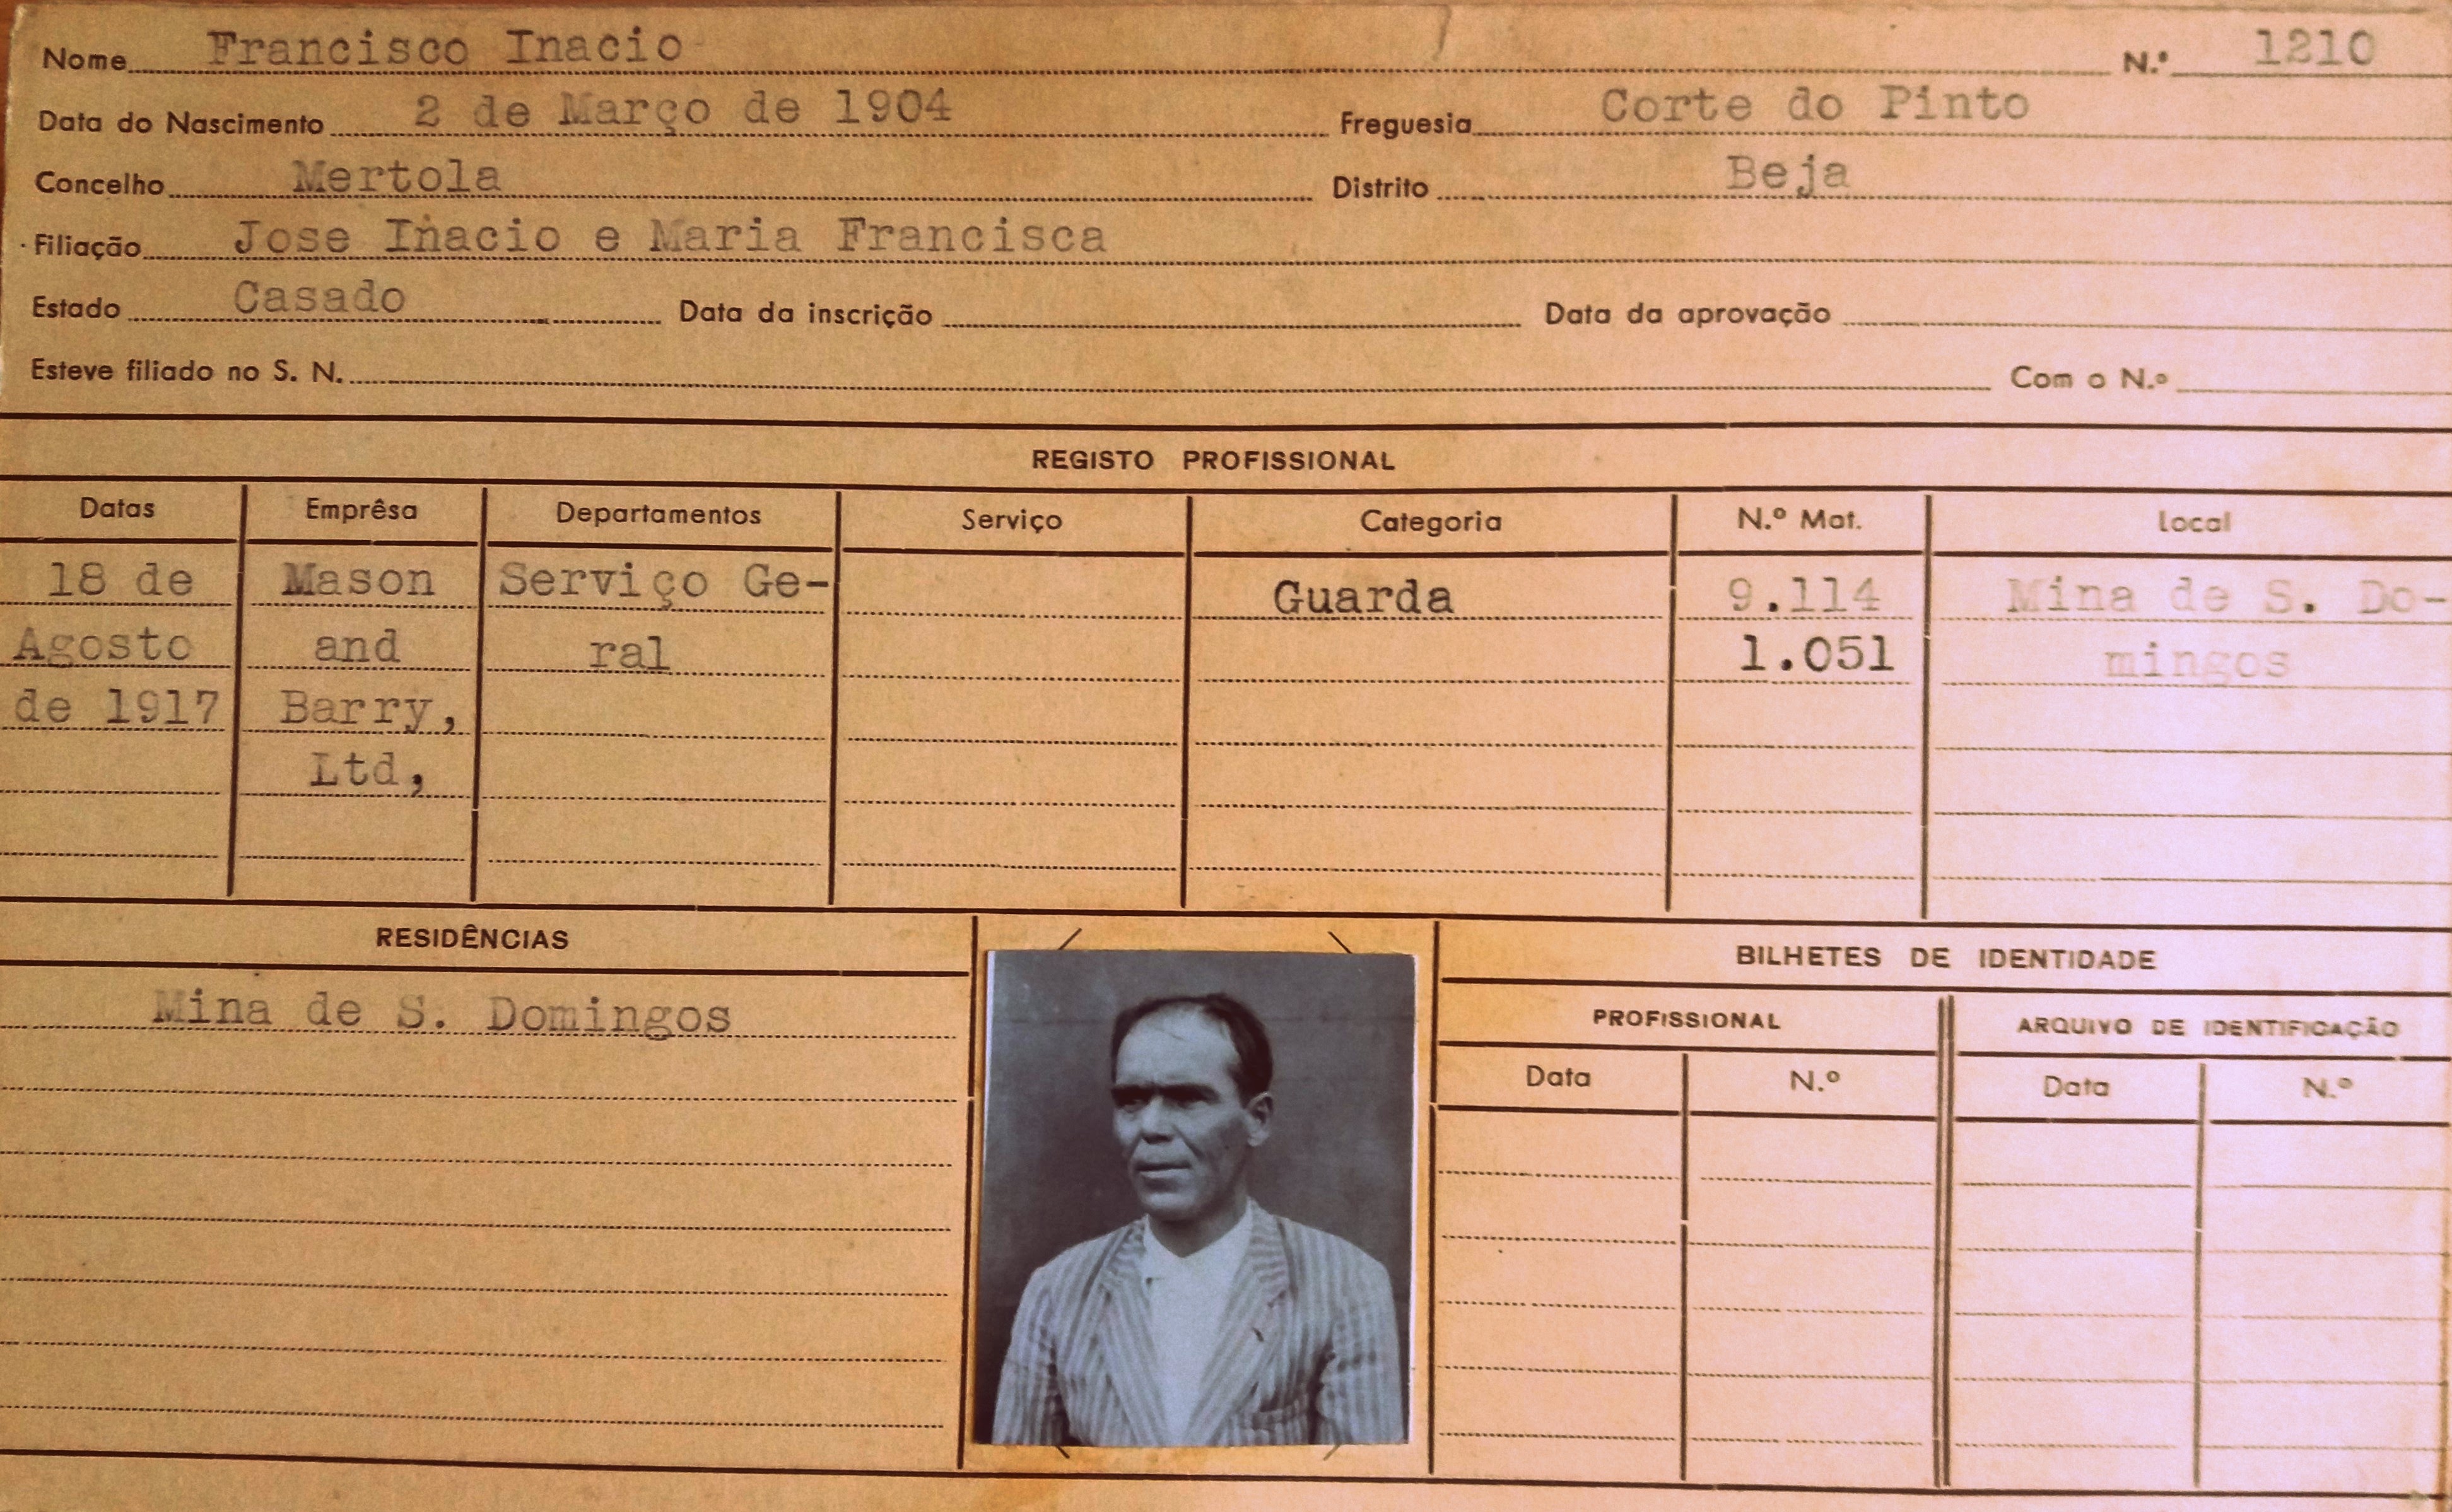 Nome Francisco Inacio N.º 1210
Data do Nascimento 2 de Março de 1904 Freguesia Corte do Pinto
Concelho Mertola Distrito Beja
Filiação Jose Inacio e Maria Francisca
Estado Casado Data da inscrição Data da aprovação
Esteve filiado no S. N. Com o N.º
REGISTO PROFISSIONAL
Datas Emprêsa Departamentos Serviço Categoria N.º Mat. Local
18 de Mason Serviço Ge- Guarda 9.114 Mina de S. Do-
Agosto and ral 1.051 mingos
de 1917 Barry,
Ltd,
RESIDÊNCIAS
Mina de S. Domingos
BILHETES DE IDENTIDADE
PROFISSIONAL ARQUIVO DE IDENTIFICAÇÃO
Data N.º Data N.º